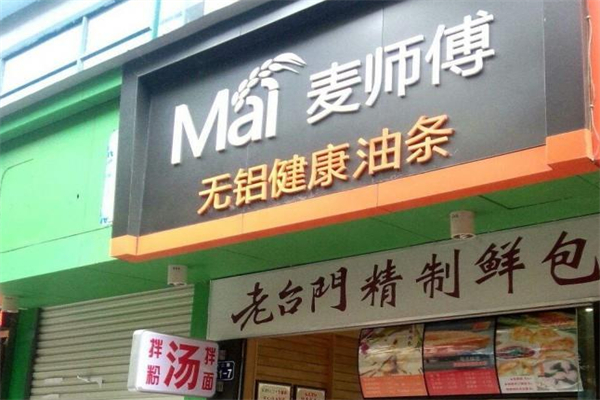 Mai 麦师傅
无铝健康油条
老台門精制鲜包
拌粉 汤 拌面